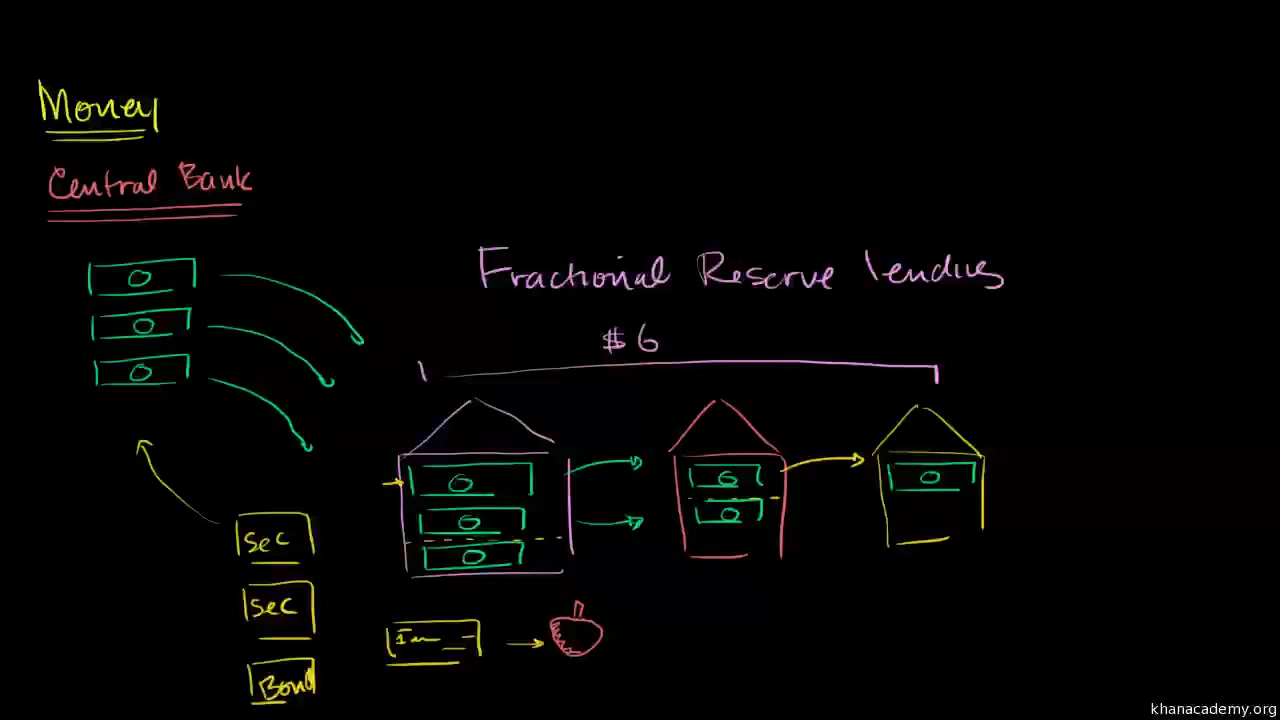 Money
Central Bank
Fractional Reserve lending
$6
Sec
Sec
Bond
khanacademy.org